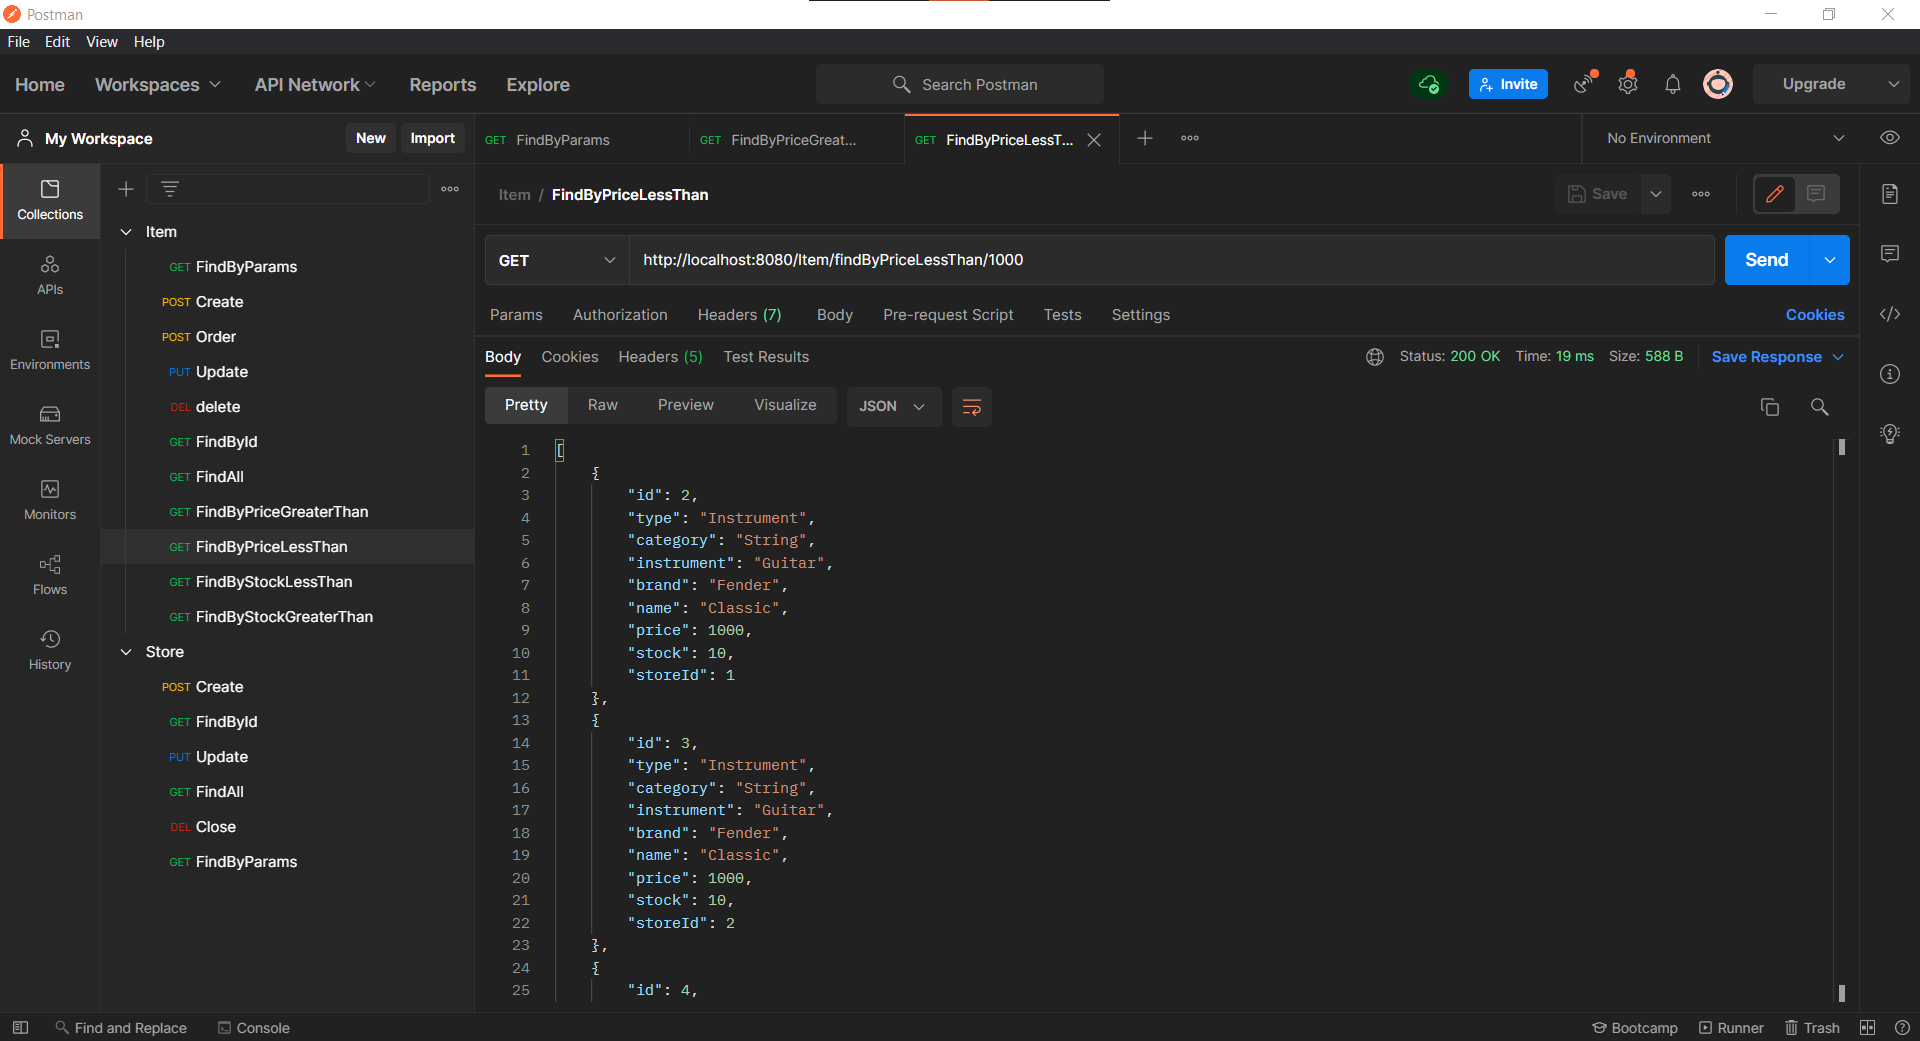 Postman
File Edit View Help
Home Workspaces API Network Reports Explore Search Postman Invite Upgrade
My Workspace New Import
GET FindByParams GET FindByPriceGreat... GET FindByPriceLessT... No Environment
Item / FindByPriceLessThan Save
GET http://localhost:8080/Item/findByPriceLessThan/1000 Send
Params Authorization Headers (7) Body Pre-request Script Tests Settings Cookies
Body Cookies Headers (5) Test Results Status: 200 OK Time: 19 ms Size: 588 B Save Response
Pretty Raw Preview Visualize JSON
Collections
APIs
Environments
Mock Servers
Monitors
Flows
History
Item
GET FindByParams
POST Create
POST Order
PUT Update
DEL delete
GET FindById
GET FindAll
GET FindByPriceGreaterThan
GET FindByPriceLessThan
GET FindByStockLessThan
GET FindByStockGreaterThan
Store
POST Create
GET FindById
PUT Update
GET FindAll
DEL Close
GET FindByParams
1 [
2 {
3 "id": 2,
4 "type": "Instrument",
5 "category": "String",
6 "instrument": "Guitar",
7 "brand": "Fender",
8 "name": "Classic",
9 "price": 1000,
10 "stock": 10,
11 "storeId": 1
12 },
13 {
14 "id": 3,
15 "type": "Instrument",
16 "category": "String",
17 "instrument": "Guitar",
18 "brand": "Fender",
19 "name": "Classic",
20 "price": 1000,
21 "stock": 10,
22 "storeId": 2
23 },
24 {
25 "id": 4,
Find and Replace Console Bootcamp Runner Trash